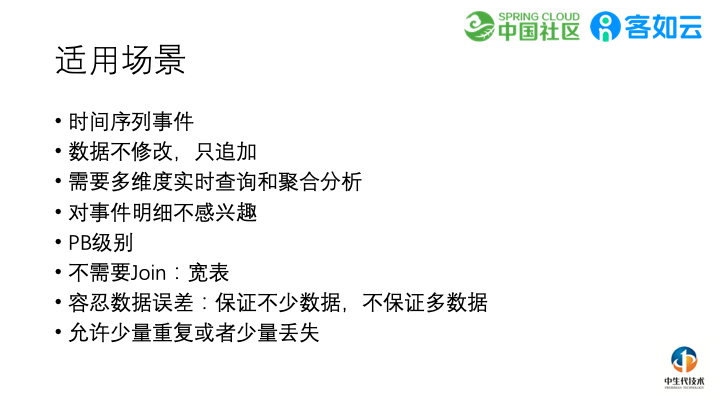 SPRING CLOUD
中国社区
客如云
适用场景
• 时间序列事件
• 数据不修改，只追加
• 需要多维度实时查询和聚合分析
• 对事件明细不感兴趣
• PB级别
• 不需要Join：宽表
• 容忍数据误差：保证不少数据，不保证多数据
• 允许少量重复或者少量丢失
中生代技术